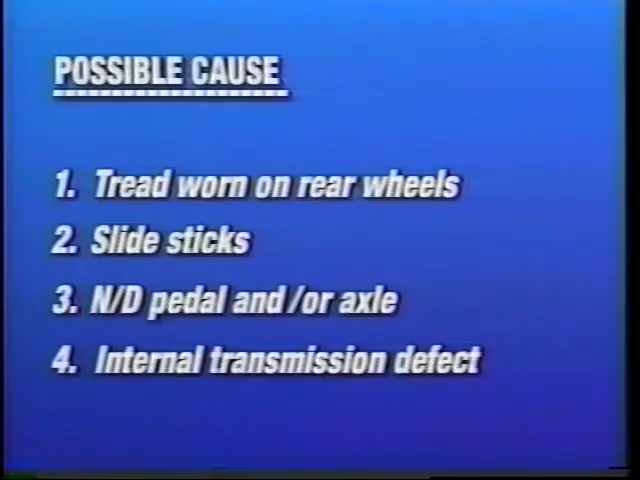 POSSIBLE CAUSE
1. Tread worn on rear wheels
2. Slide sticks
3. N/D pedal and/or axle
4. Internal transmission defect